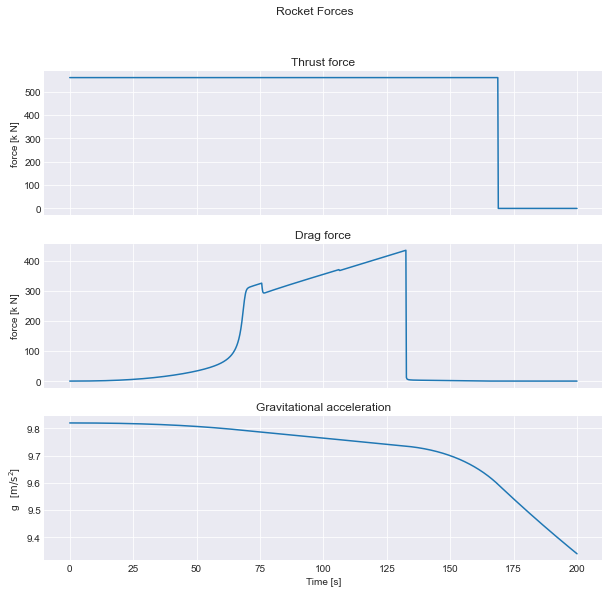 Rocket Forces
Thrust force
force [k N]
500
400
300
200
100
0
Drag force
force [k N]
400
300
200
100
0
Gravitational acceleration
g [m/s²]
9.8
9.7
9.6
9.5
9.4
0 25 50 75 100 125 150 175 200
Time [s]